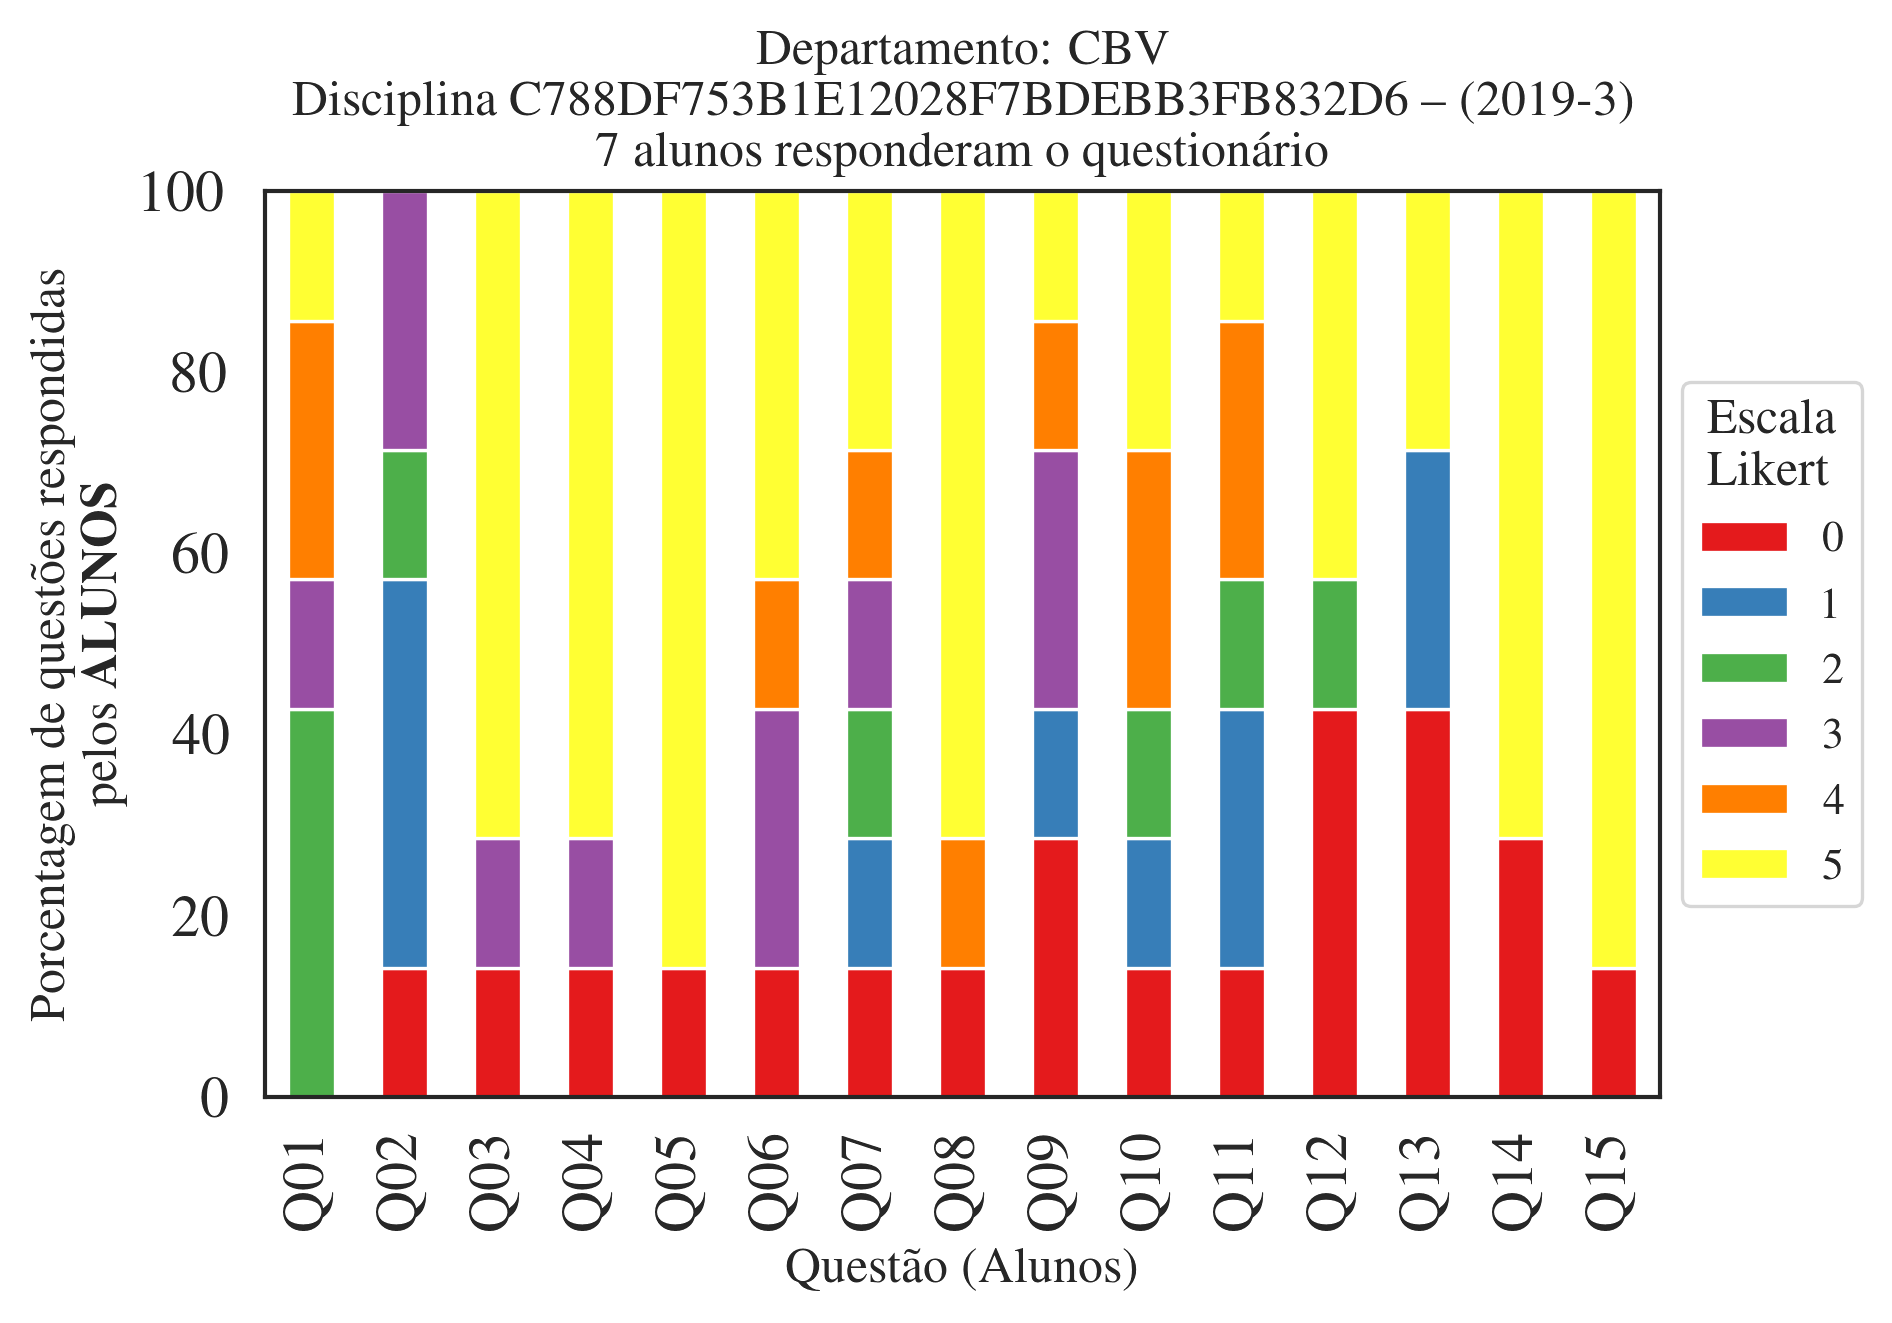 Departamento: CBV
Disciplina C788DF753B1E12028F7BDEBB3FB832D6 – (2019-3)
7 alunos responderam o questionário
Porcentagem de questões respondidas
pelos ALUNOS
100
80
60
40
20
0
Q01
Q02
Q03
Q04
Q05
Q06
Q07
Q08
Q09
Q10
Q11
Q12
Q13
Q14
Q15
Questão (Alunos)
Escala
Likert
0
1
2
3
4
5